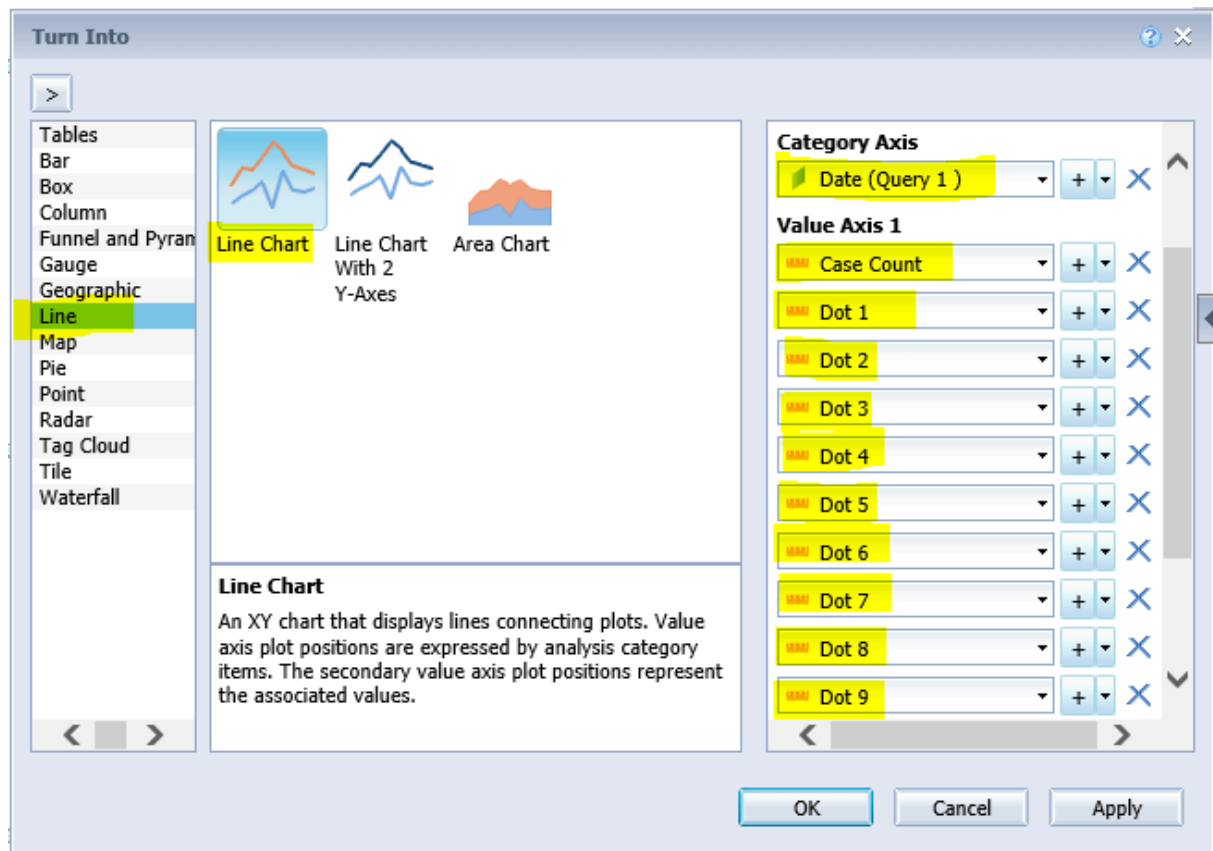 Turn Into
>
Tables
Bar
Box
Column
Funnel and Pyram
Gauge
Geographic
Line
Map
Pie
Point
Radar
Tag Cloud
Tile
Waterfall
Line Chart
Line Chart
With 2
Y-Axes
Area Chart
Line Chart
An XY chart that displays lines connecting plots. Value
axis plot positions are expressed by analysis category
items. The secondary value axis plot positions represent
the associated values.
Category Axis
Date (Query 1 )
Value Axis 1
Case Count
Dot 1
Dot 2
Dot 3
Dot 4
Dot 5
Dot 6
Dot 7
Dot 8
Dot 9
OK
Cancel
Apply